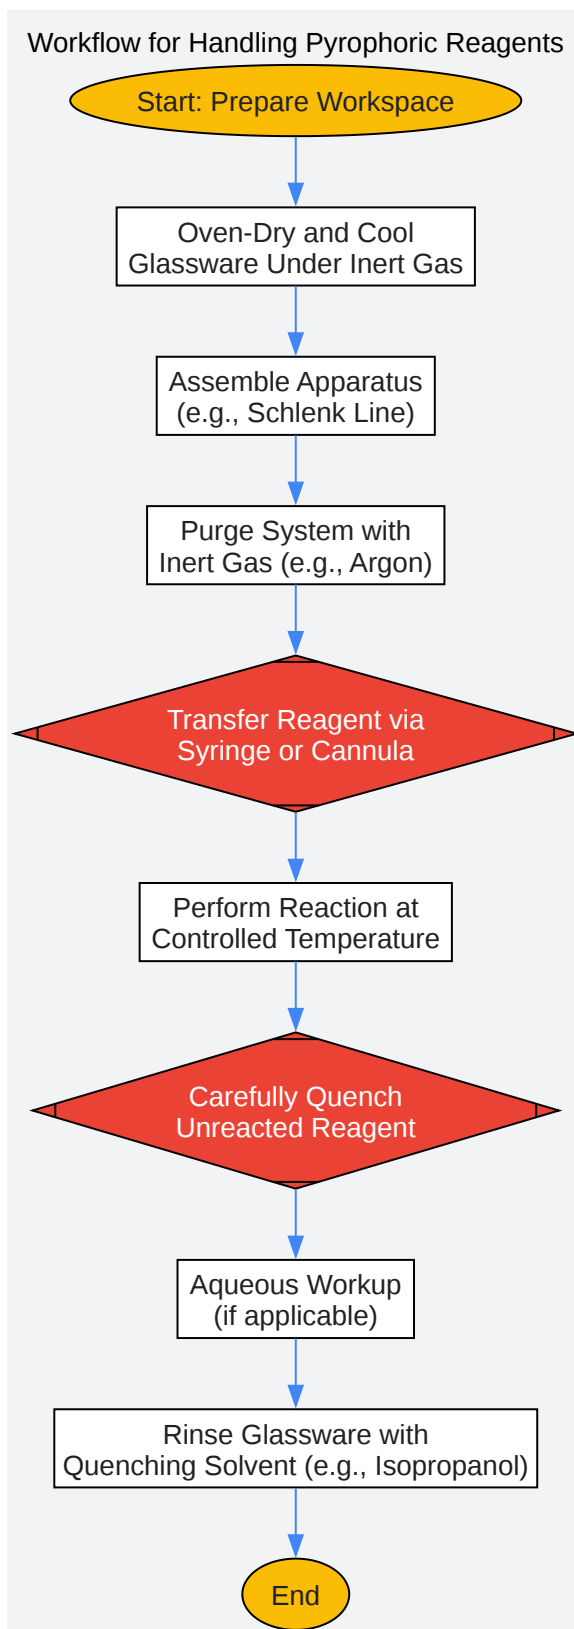 Workflow for Handling Pyrophoric Reagents
Start: Prepare Workspace
Oven-Dry and Cool
Glassware Under Inert Gas
Assemble Apparatus
(e.g., Schlenk Line)
Purge System with
Inert Gas (e.g., Argon)
Transfer Reagent via
Syringe or Cannula
Perform Reaction at
Controlled Temperature
Carefully Quench
Unreacted Reagent
Aqueous Workup
(if applicable)
Rinse Glassware with
Quenching Solvent (e.g., Isopropanol)
End